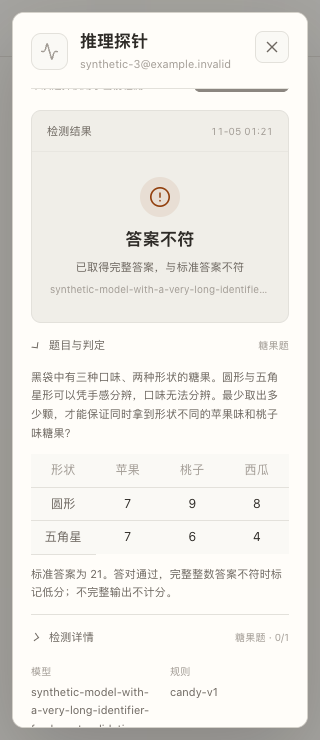 推理探针
synthetic-3@example.invalid
检测结果
11-05 01:21
答案不符
已取得完整答案，与标准答案不符
synthetic-model-with-a-very-long-identifie...
题目与判定
糖果题
黑袋中有三种口味、两种形状的糖果。圆形与五角
星形可以凭手感分辨，口味无法分辨。最少取出多
少颗，才能保证同时拿到形状不同的苹果味和桃子
味糖果？
形状 苹果 桃子 西瓜
圆形 7 9 8
五角星 7 6 4
标准答案为 21。答对通过，完整整数答案不符时标
记低分；不完整输出不计分。
检测详情
糖果题 · 0/1
模型
规则
synthetic-model-with-
candy-v1
a-very-long-identifier-